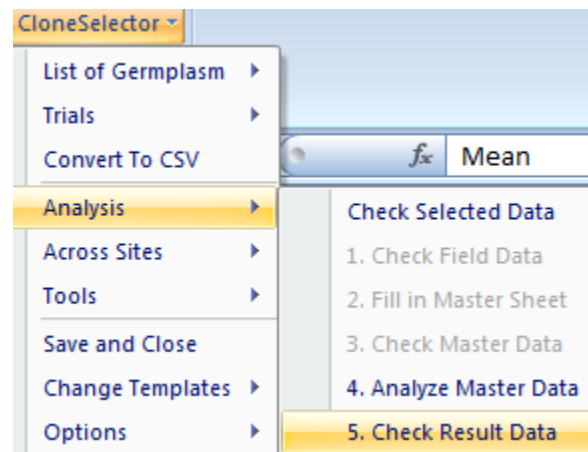 CloneSelector
List of Germplasm
Trials
Convert To CSV
fx Mean
Analysis
Check Selected Data
Across Sites
1. Check Field Data
Tools
2. Fill in Master Sheet
Save and Close
3. Check Master Data
Change Templates
4. Analyze Master Data
Options
5. Check Result Data